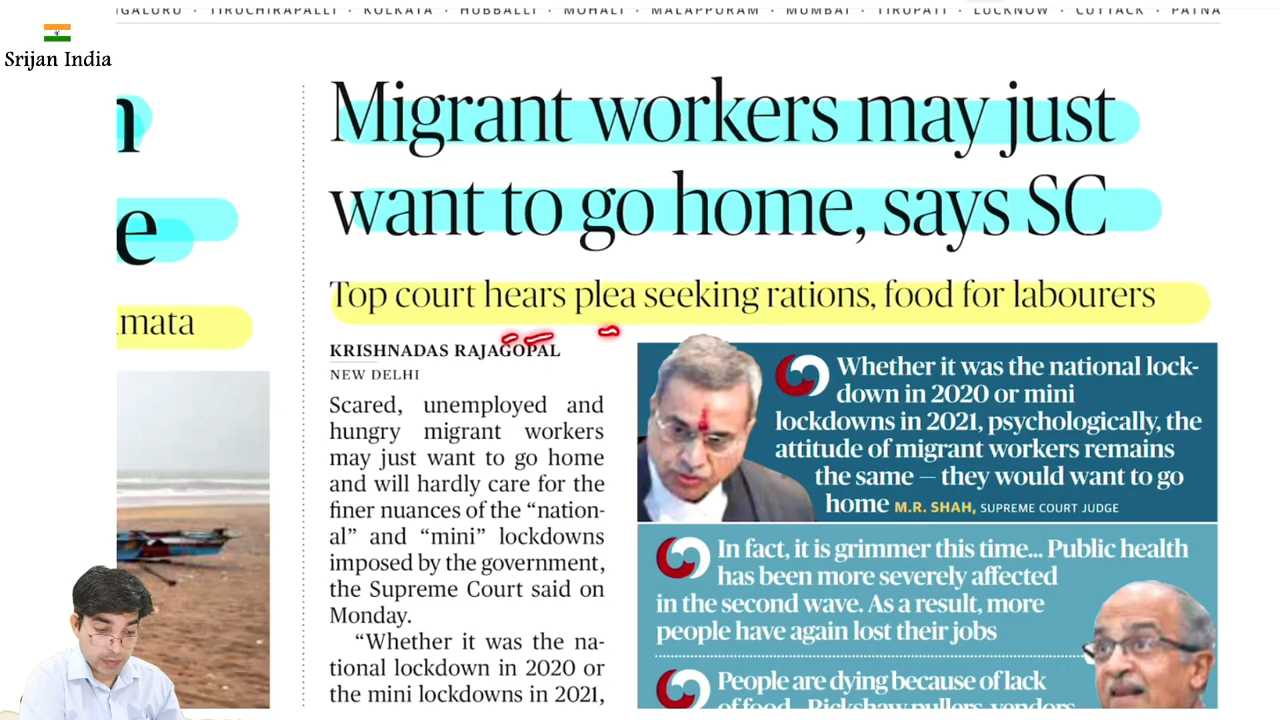 TIRUCHIRAPALLI • KOLKATA • HUBBALLI • MOHALI • MALAPPURAM • MUMBAI • TIRUPATI • LUCKNOW • CUTTACK • PATNA
Srijan India
n
e
mata
Migrant workers may just
want to go home, says SC
Top court hears plea seeking rations, food for labourers
KRISHNADAS RAJAGOPAL
NEW DELHI
Scared, unemployed and
hungry migrant workers
may just want to go home
and will hardly care for the
finer nuances of the “nation-
al” and “mini” lockdowns
imposed by the government,
the Supreme Court said on
Monday.
“Whether it was the na-
tional lockdown in 2020 or
the mini lockdowns in 2021,
Whether it was the national lock-
down in 2020 or mini
lockdowns in 2021, psychologically, the
attitude of migrant workers remains
the same – they would want to go
home M.R. SHAH, SUPREME COURT JUDGE
In fact, it is grimmer this time... Public health
has been more severely affected
in the second wave. As a result, more
people have again lost their jobs
People are dying because of lack
of food. Rickshaw pullers, vendors